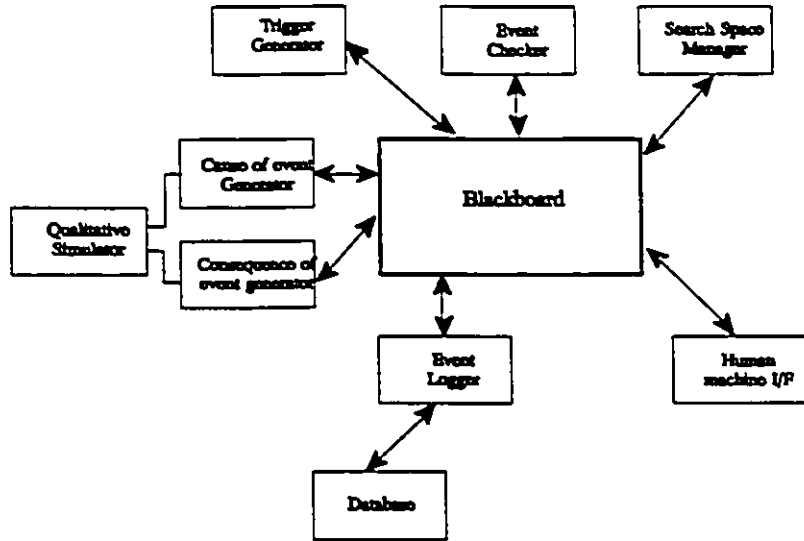 Trigger
Generator
Event
Checker
Search Space
Manager
Cause of event
Generator
Blackboard
Qualitative
Simulator
Consequence of
event generator
Event
Logger
Human
machine I/F
Database